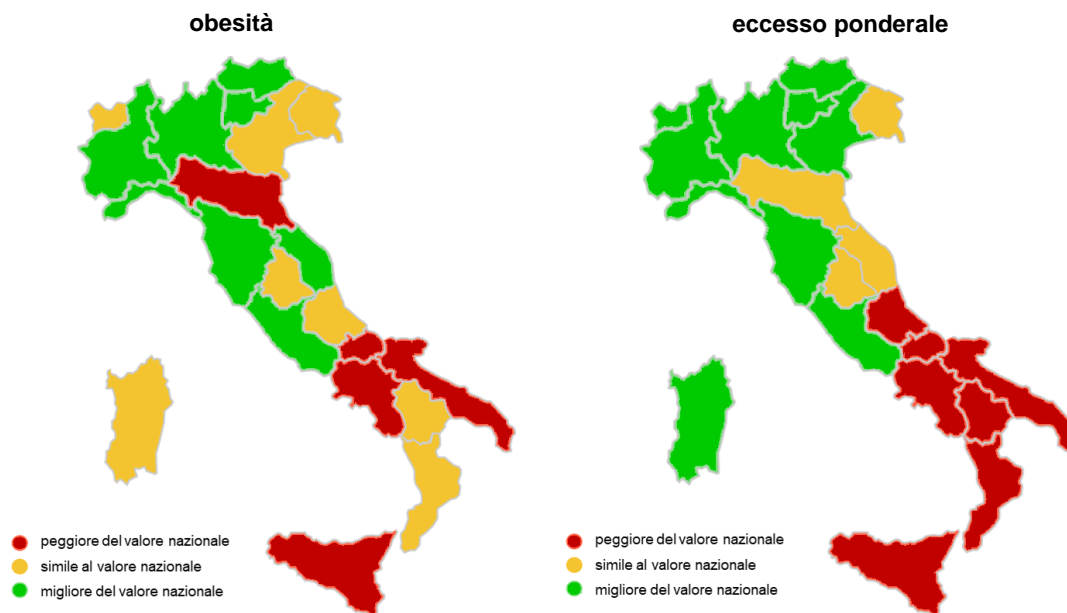 obesità
eccesso ponderale
peggiore del valore nazionale
simile al valore nazionale
migliore del valore nazionale
peggiore del valore nazionale
simile al valore nazionale
migliore del valore nazionale